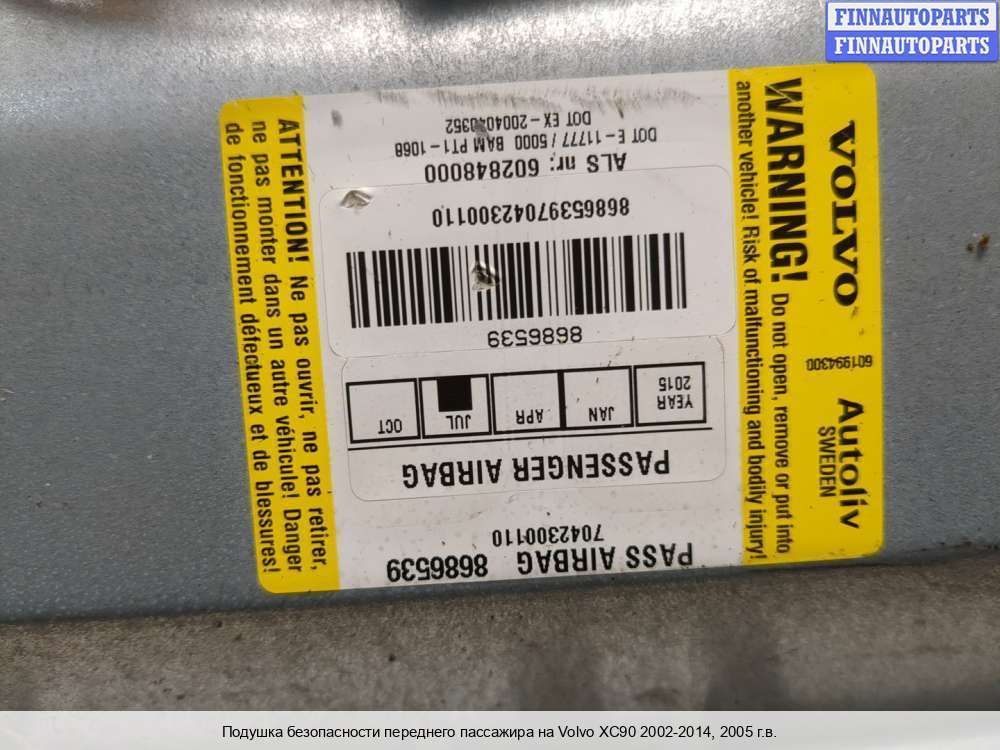 FINNAUTOPARTS
FINNAUTOPARTS
VOLVO
601994300
Autoliv
SWEDEN
WARNING! Do not open, remove or put into
another vehicle! Risk of malfunctioning and bodily injury!
PASS AIRBAG 8686539
7042300110
PASSENGER AIRBAG
YEAR
2015
JAN
APR
JUL
OCT
8686539
86865397042300110
ALS nr: 602848000
DOT E-11777 / 5000 BAM PT1-1068
DOT EX-2004040352
ATTENTION! Ne pas ouvrir, ne pas retirer,
ne pas monter dans un autre véhicule! Danger
de fonctionnement défectueux et de blessures!
Подушка безопасности переднего пассажира на Volvo XC90 2002-2014, 2005 г.в.